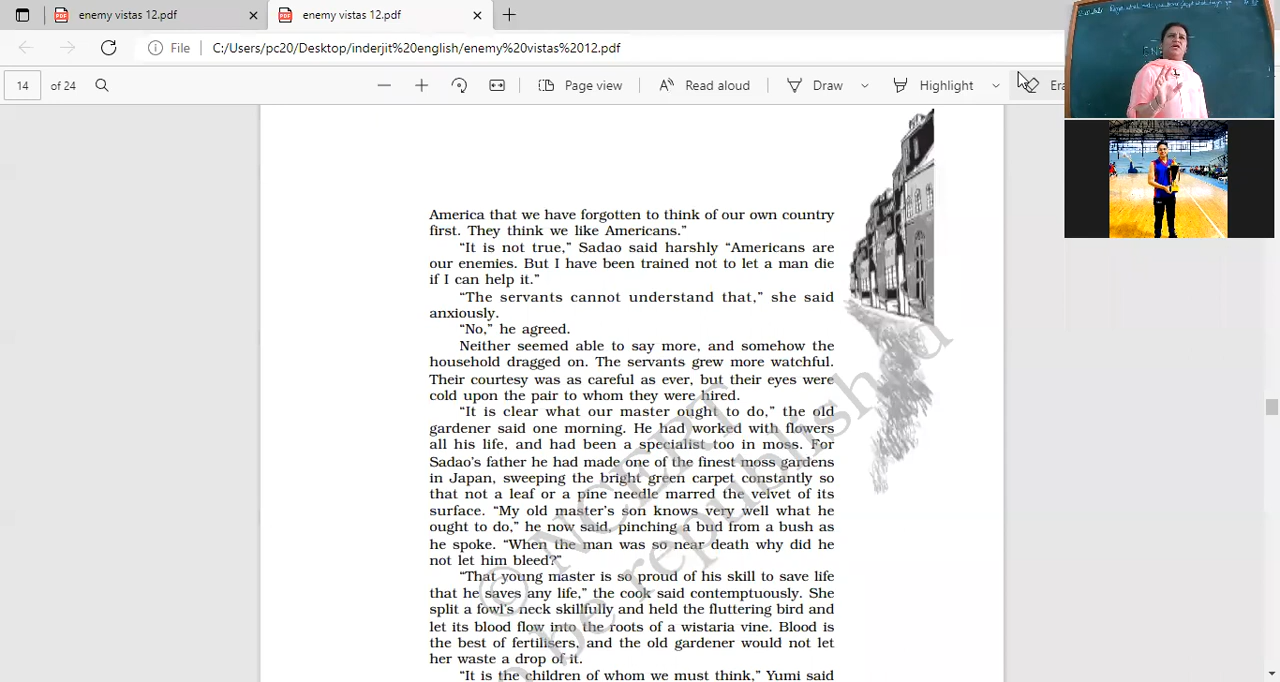 enemy vistas 12.pdf
enemy vistas 12.pdf
File
C:/Users/pc20/Desktop/inderjit%20english/enemy%20vistas%2012.pdf
14 of 24
Page view
Read aloud
Draw
Highlight
Era
America that we have forgotten to think of our own country
first. They think we like Americans.”
“It is not true,” Sadao said harshly “Americans are
our enemies. But I have been trained not to let a man die
if I can help it.”
“The servants cannot understand that,” she said
anxiously.
“No,” he agreed.
Neither seemed able to say more, and somehow the
household dragged on. The servants grew more watchful.
Their courtesy was as careful as ever, but their eyes were
cold upon the pair to whom they were hired.
“It is clear what our master ought to do,” the old
gardener said one morning. He had worked with flowers
all his life, and had been a specialist too in moss. For
Sadao’s father he had made one of the finest moss gardens
in Japan, sweeping the bright green carpet constantly so
that not a leaf or a pine needle marred the velvet of its
surface. “My old master’s son knows very well what he
ought to do,” he now said, pinching a bud from a bush as
he spoke. “When the man was so near death why did he
not let him bleed?”
“That young master is so proud of his skill to save life
that he saves any life,” the cook said contemptuously. She
split a fowl’s neck skillfully and held the fluttering bird and
let its blood flow into the roots of a wistaria vine. Blood is
the best of fertilisers, and the old gardener would not let
her waste a drop of it.
“It is the children of whom we must think,” Yumi said
© NCERT
be republished